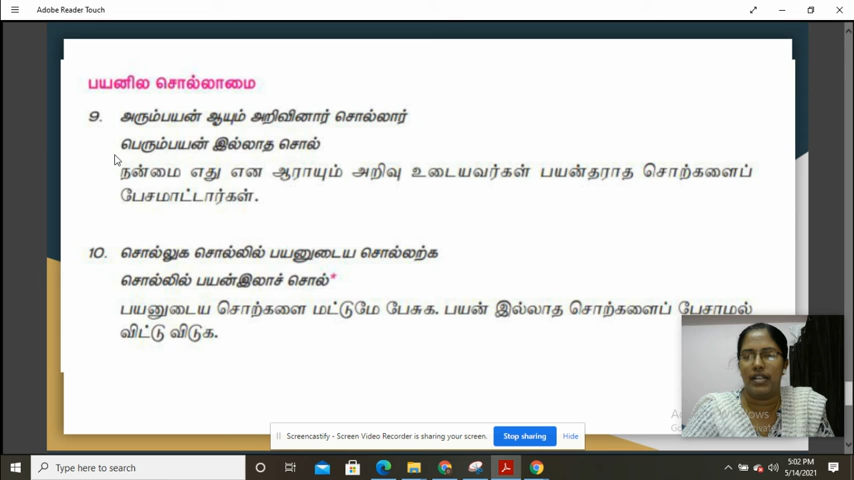 Adobe Reader Touch
பயனில சொல்லாமை
9. அரும்பயன் ஆயும் அறிவினார் சொல்லார்
பெரும்பயன் இல்லாத சொல்
நன்மை எது என ஆராயும் அறிவு உடையவர்கள் பயன்தராத சொற்களைப்
பேசமாட்டார்கள்.
10. சொல்லுக சொல்லில் பயனுடைய சொல்லற்க
சொல்லில் பயன்இலாச் சொல்*
பயனுடைய சொற்களை மட்டுமே பேசுக. பயன் இல்லாத சொற்களைப் பேசாமல்
விட்டு விடுக.
Screencastify - Screen Video Recorder is sharing your screen. Stop sharing Hide
Type here to search
5:02 PM
5/14/2021